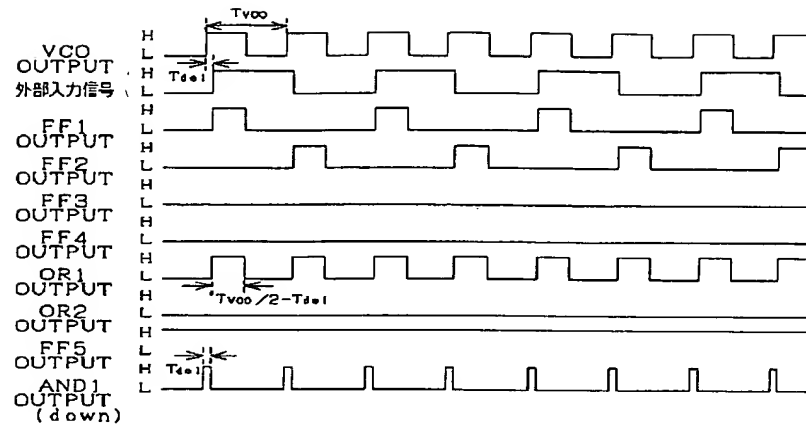 Tvco
H
VCO L
OUTPUT H
Tdel
外部入力信号 L
H
FF1 L
OUTPUT H
FF2 L
OUTPUT H
FF3 L
OUTPUT H
FF4 L
OUTPUT H
OR1 L
OUTPUT H
Tvco/2-Tdel
OR2 L
OUTPUT H
FF5 L
OUTPUT H
Tdel
AND1 L
OUTPUT
(down)